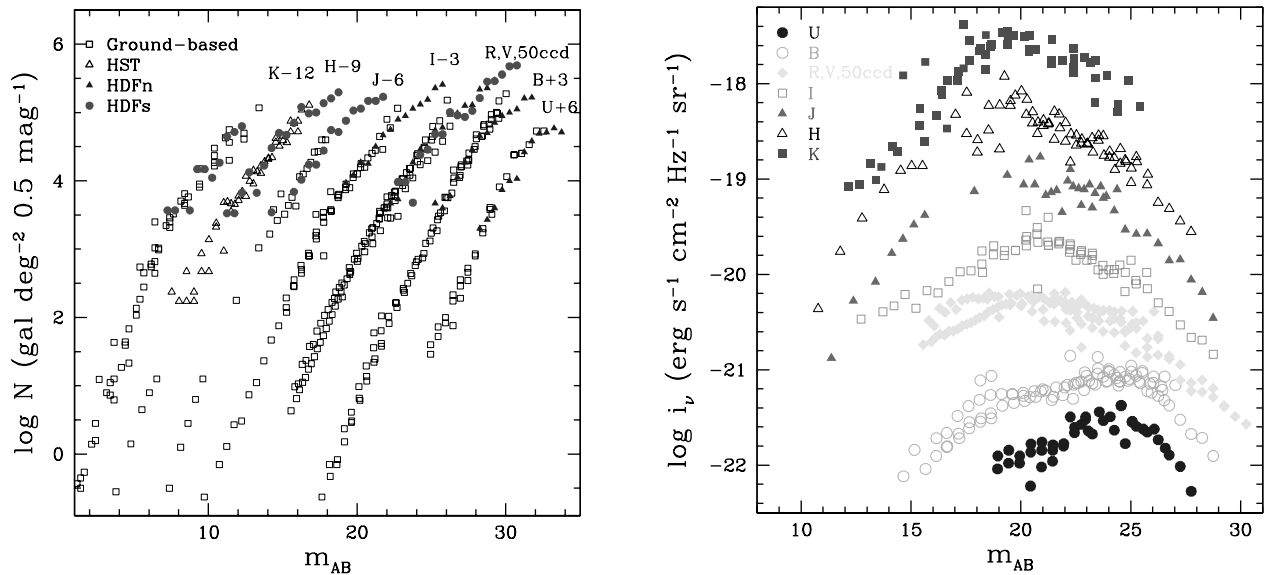 6
4
2
0
10
20
30
log N (gal deg⁻² 0.5 mag⁻¹)
m_AB
Ground-based
HST
HDFn
HDFs
K-12
H-9
J-6
I-3
R,V,50ccd
B+3
U+6
-17
-18
-19
-20
-21
-22
10
15
20
25
30
log i_ν (erg s⁻¹ cm⁻² Hz⁻¹ sr⁻¹)
m_AB
U
B
R,V,50ccd
I
J
H
K